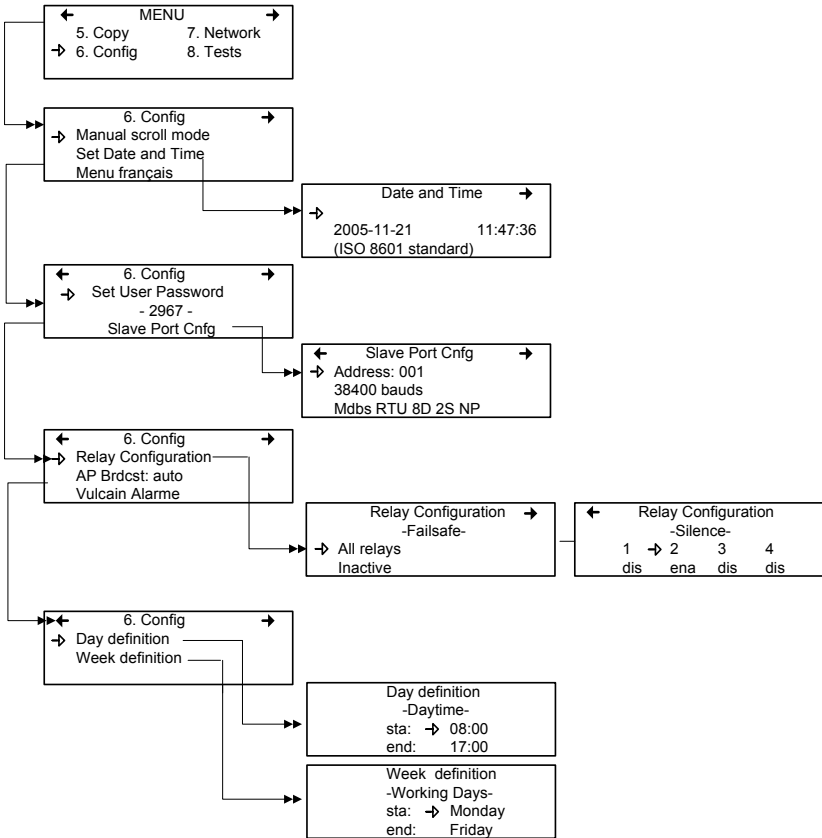 MENU
5. Copy 7. Network
6. Config 8. Tests
6. Config
Manual scroll mode
Set Date and Time
Menu français
Date and Time
2005-11-21 11:47:36
(ISO 8601 standard)
6. Config
Set User Password
- 2967 -
Slave Port Cnfg
Slave Port Cnfg
Address: 001
38400 bauds
Mdbs RTU 8D 2S NP
6. Config
Relay Configuration
AP Brdcst: auto
Vulcain Alarme
Relay Configuration
-Failsafe-
All relays
Inactive
Relay Configuration
-Silence-
1 2 3 4
dis ena dis dis
6. Config
Day definition
Week definition
Day definition
-Daytime-
sta: 08:00
end: 17:00
Week definition
-Working Days-
sta: Monday
end: Friday